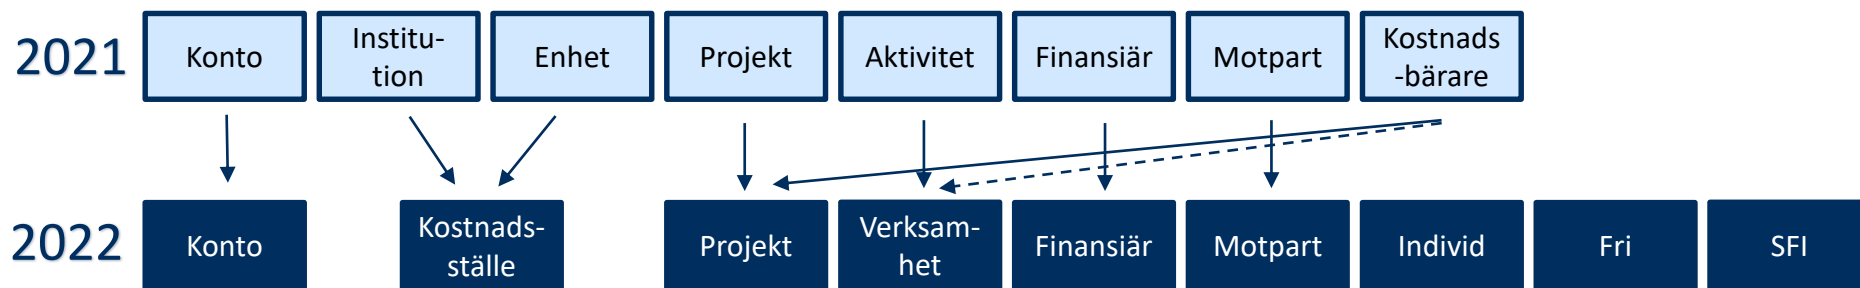 2021
Konto
Institu-
tion
Enhet
Projekt
Aktivitet
Finansiär
Motpart
Kostnads
-bärare
2022
Konto
Kostnads-
ställe
Projekt
Verksam-
het
Finansiär
Motpart
Individ
Fri
SFI